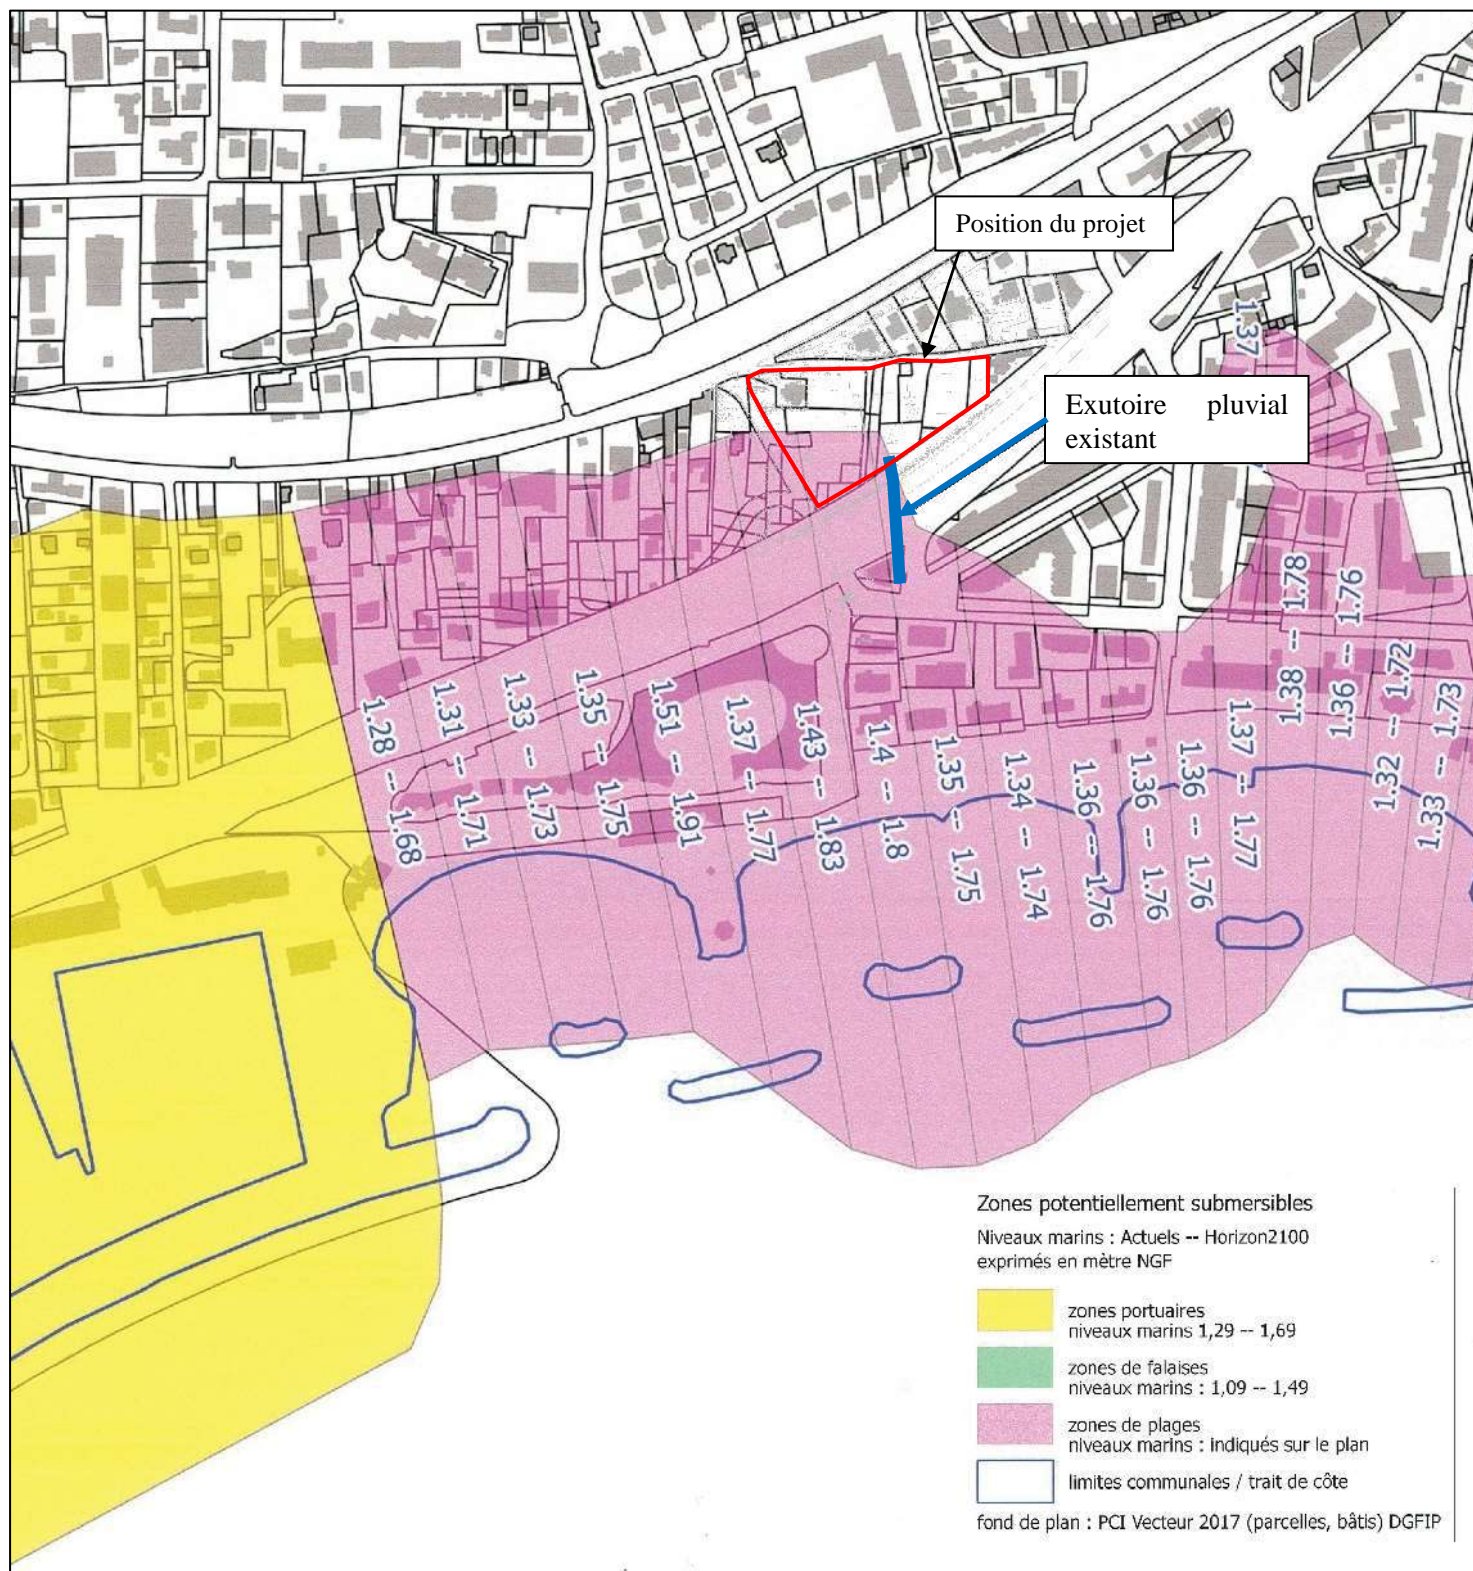 Position du projet
1.37
Exutoire pluvial
existant
1.28 -- 1.68
1.31 -- 1.71
1.33 -- 1.73
1.35 -- 1.75
1.51 -- 1.91
1.37 -- 1.77
1.43 -- 1.83
1.4 -- 1.8
1.35 -- 1.75
1.34 -- 1.74
1.36 -- 1.76
1.36 -- 1.76
1.36 -- 1.76
1.37 -- 1.77
1.38 -- 1.78
1.36 -- 1.76
1.32 -- 1.72
1.33 -- 1.73
Zones potentiellement submersibles
Niveaux marins : Actuels -- Horizon2100
exprimés en mètre NGF
zones portuaires
niveaux marins 1,29 -- 1,69
zones de falaises
niveaux marins : 1,09 -- 1,49
zones de plages
niveaux marins : indiqués sur le plan
limites communales / trait de côte
fond de plan : PCI Vecteur 2017 (parcelles, bâtis) DGFIP